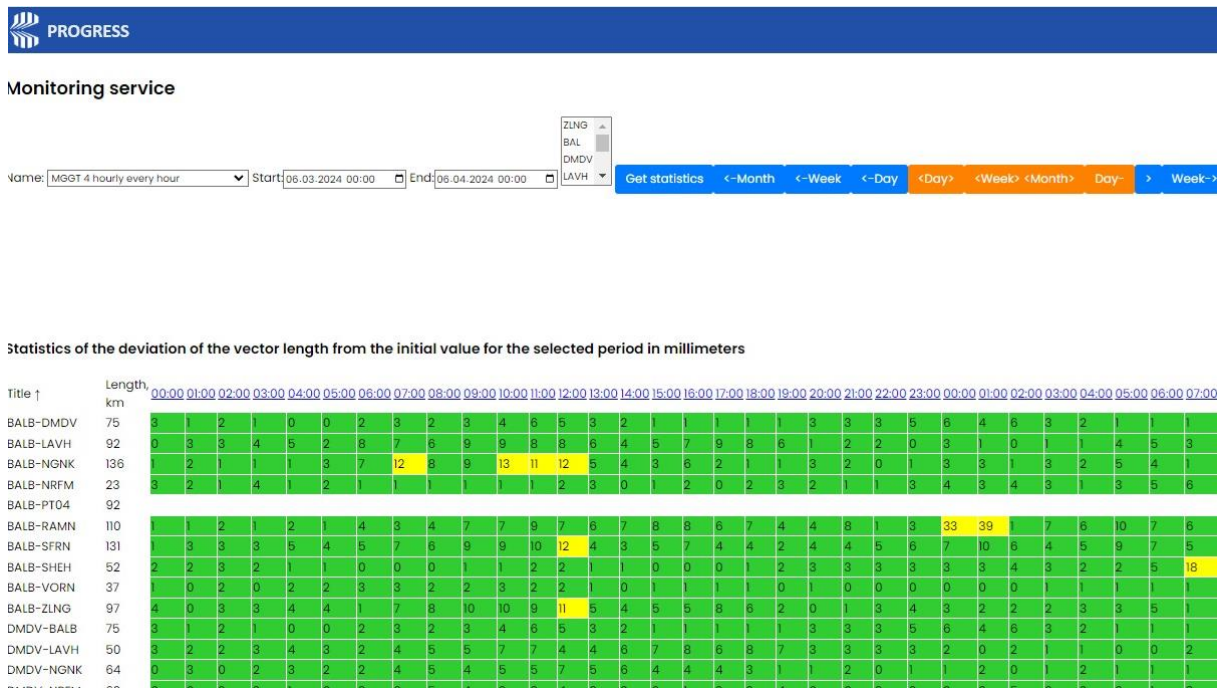 PROGRESS
Monitoring service
ZLNG
BAL
DMDV
LAVH
Name: MGGT 4 hourly every hour Start: 06.03.2024 00:00 End: 06.04.2024 00:00 Get statistics <-Month <-Week <-Day <Day> <Week> <Month> Day- > Week->
Statistics of the deviation of the vector length from the initial value for the selected period in millimeters
Title ↑ Length, km 00:00 01:00 02:00 03:00 04:00 05:00 06:00 07:00 08:00 09:00 10:00 11:00 12:00 13:00 14:00 15:00 16:00 17:00 18:00 19:00 20:00 21:00 22:00 23:00 00:00 01:00 02:00 03:00 04:00 05:00 06:00 07:00
BALB-DMDV 75 3 1 2 1 0 0 2 3 2 3 4 6 5 3 2 1 1 1 1 1 1 3 3 3 5 6 4 6 3 2 1 1 1
BALB-LAVH 92 0 3 3 4 5 2 8 7 6 9 9 8 8 6 4 5 7 9 8 6 1 2 2 0 3 1 0 1 1 4 5 3
BALB-NGNK 136 1 2 1 1 1 3 7 12 8 9 13 11 12 5 4 3 6 2 1 1 3 2 0 1 3 3 1 3 2 5 4 1
BALB-NRFM 23 3 2 1 4 1 2 1 1 1 1 1 1 2 3 0 1 2 0 2 3 2 1 1 3 4 3 4 3 1 3 5 6
BALB-PT04 92
BALB-RAMN 110 1 1 2 1 2 1 4 3 4 7 7 9 7 6 7 8 8 6 7 4 4 8 1 3 33 39 1 7 6 10 7 6
BALB-SFRN 131 1 3 3 3 5 4 5 7 6 9 9 10 12 4 3 5 7 4 4 2 4 4 5 6 7 10 6 4 5 9 7 5
BALB-SHEH 52 2 2 3 2 1 1 0 0 0 1 1 2 2 1 1 0 0 0 1 2 3 3 3 3 3 3 4 3 2 2 5 18
BALB-VORN 37 1 0 2 0 2 2 3 3 2 2 3 2 2 1 0 1 1 1 1 0 1 0 0 0 0 0 0 1 1 1 1 1
BALB-ZLNG 97 4 0 3 3 4 4 1 7 8 10 10 9 11 5 4 5 5 8 6 2 0 1 3 4 3 2 2 2 3 3 5 1
DMDV-BALB 75 3 1 2 1 0 0 2 3 2 3 4 6 5 3 2 1 1 1 1 1 3 3 3 5 6 4 6 3 2 1 1 1
DMDV-LAVH 50 3 2 2 3 4 3 2 4 5 5 7 7 4 4 6 7 8 6 8 7 3 3 3 3 2 0 2 1 1 0 0 2
DMDV-NGNK 64 0 3 0 2 3 2 2 4 5 4 5 5 7 5 6 4 4 4 3 1 1 2 0 1 1 2 0 1 2 1 1 1